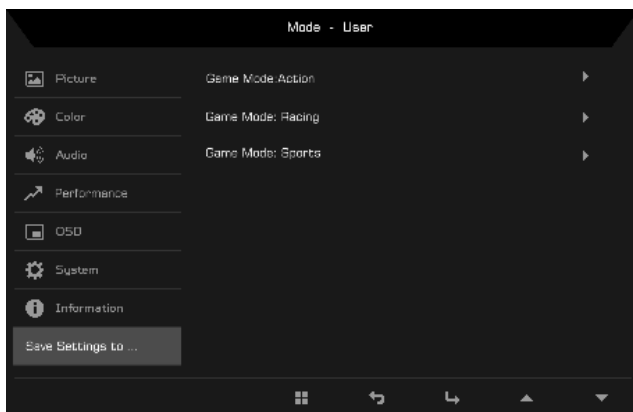 Mode - User
Picture
Color
Audio
Performance
OSD
System
Information
Save Settings to ...
Game Mode:Action
Game Mode: Racing
Game Mode: Sports